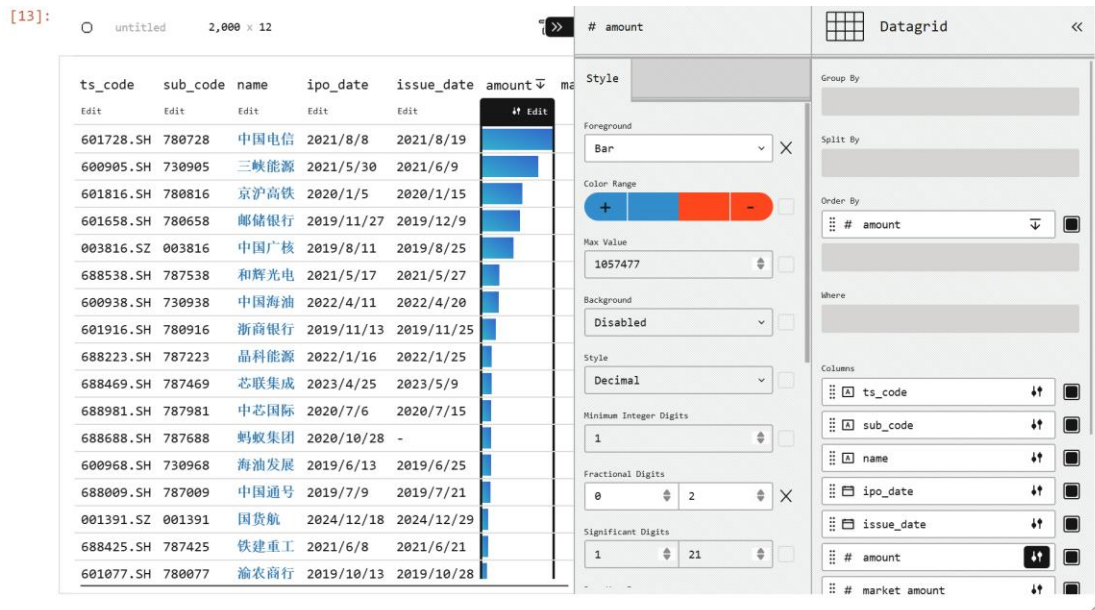 [13]:
untitled 2,000 × 12
ts_code sub_code name ipo_date issue_date amount ma
Edit Edit Edit Edit Edit Edit
601728.SH 780728 中国电信 2021/8/8 2021/8/19
600905.SH 730905 三峡能源 2021/5/30 2021/6/9
601816.SH 780816 京沪高铁 2020/1/5 2020/1/15
601658.SH 780658 邮储银行 2019/11/27 2019/12/9
003816.SZ 003816 中国广核 2019/8/11 2019/8/25
688538.SH 787538 和辉光电 2021/5/17 2021/5/27
600938.SH 730938 中国海油 2022/4/11 2022/4/20
601916.SH 780916 浙商银行 2019/11/13 2019/11/25
688223.SH 787223 晶科能源 2022/1/16 2022/1/25
688469.SH 787469 芯联集成 2023/4/25 2023/5/9
688981.SH 787981 中芯国际 2020/7/6 2020/7/15
688688.SH 787688 蚂蚁集团 2020/10/28 -
600968.SH 730968 海油发展 2019/6/13 2019/6/25
688009.SH 787009 中国通号 2019/7/9 2019/7/21
001391.SZ 001391 国货航 2024/12/18 2024/12/29
688425.SH 787425 铁建重工 2021/6/8 2021/6/21
601077.SH 780077 渝农商行 2019/10/13 2019/10/28
# amount
Style
Foreground
Bar
Color Range
+ -
Max Value
1057477
Background
Disabled
Style
Decimal
Minimum Integer Digits
1
Fractional Digits
0 2
Significant Digits
1 21
Datagrid
Group By
Split By
Order By
# amount
Where
Columns
A ts_code
A sub_code
A name
ipo_date
issue_date
# amount
# market_amount